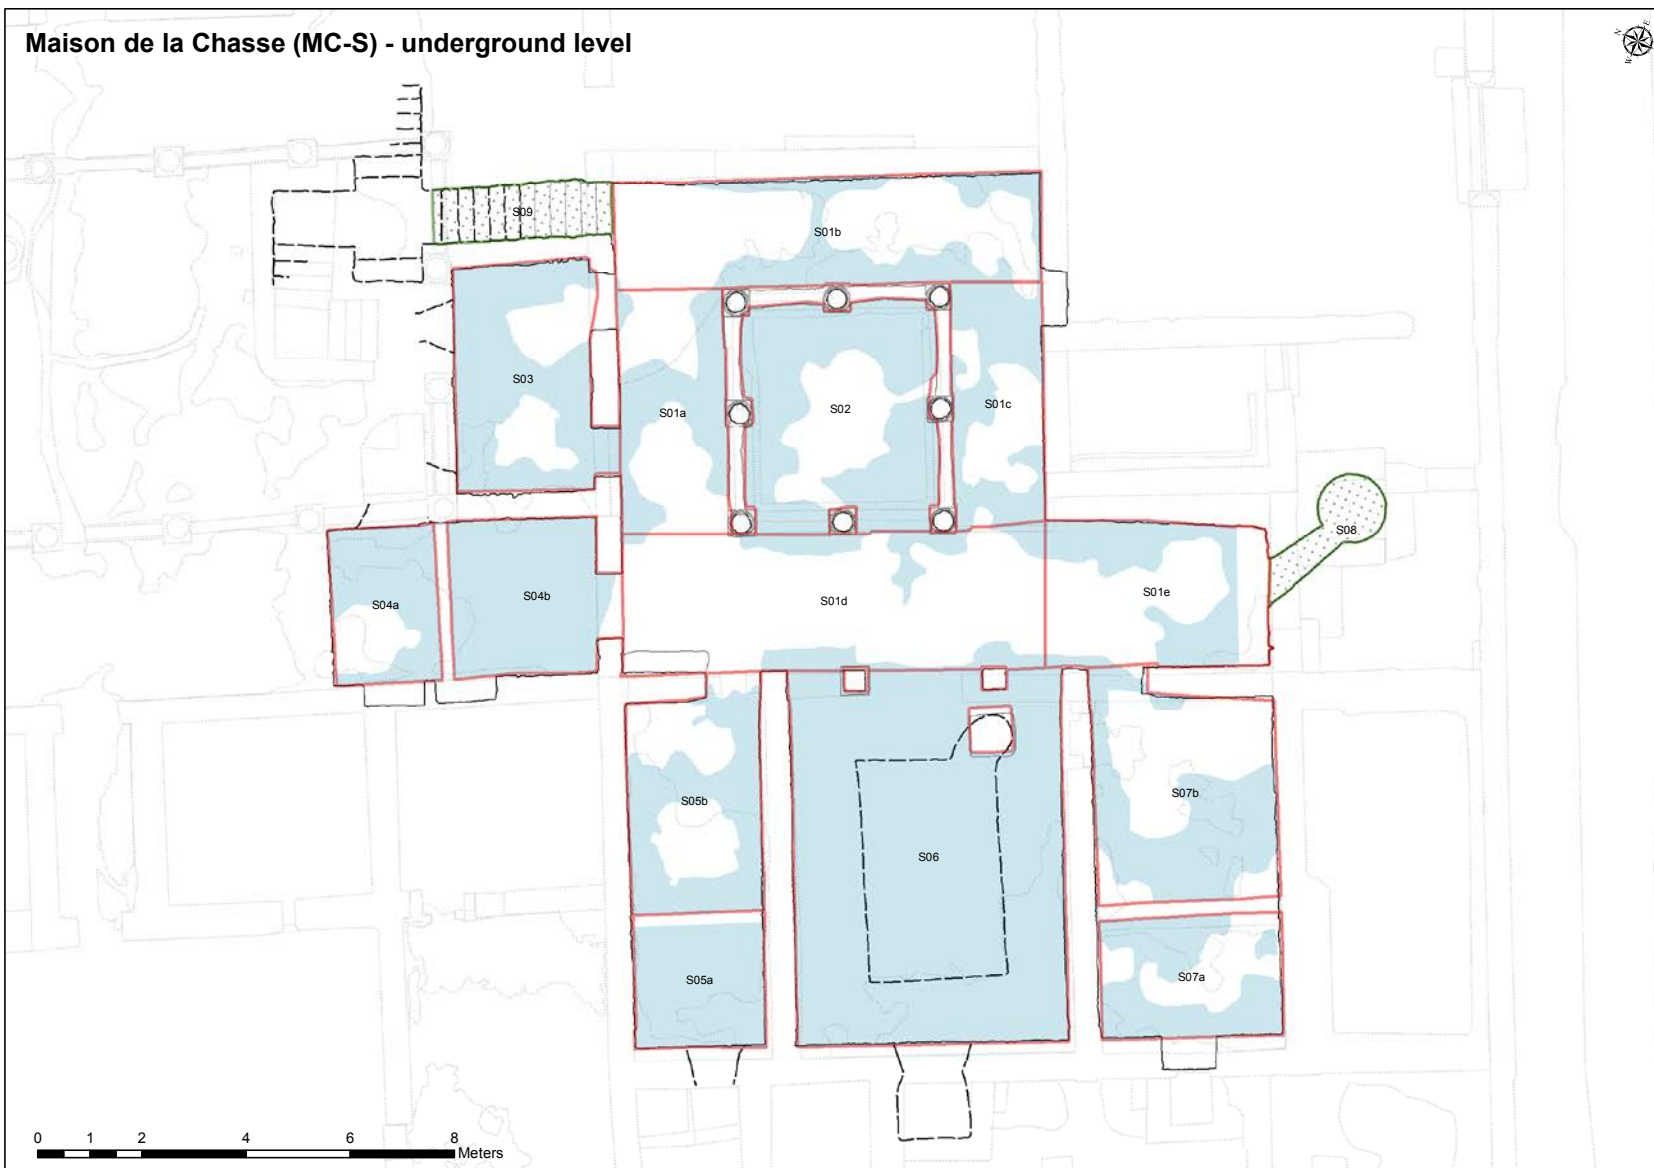 Maison de la Chasse (MC-S) - underground level
N
E
W
S
S09
S01b
S03
S01a
S02
S01c
S08
S04a
S04b
S01d
S01e
S05b
S07b
S06
S05a
S07a
0 1 2 4 6 8
Meters